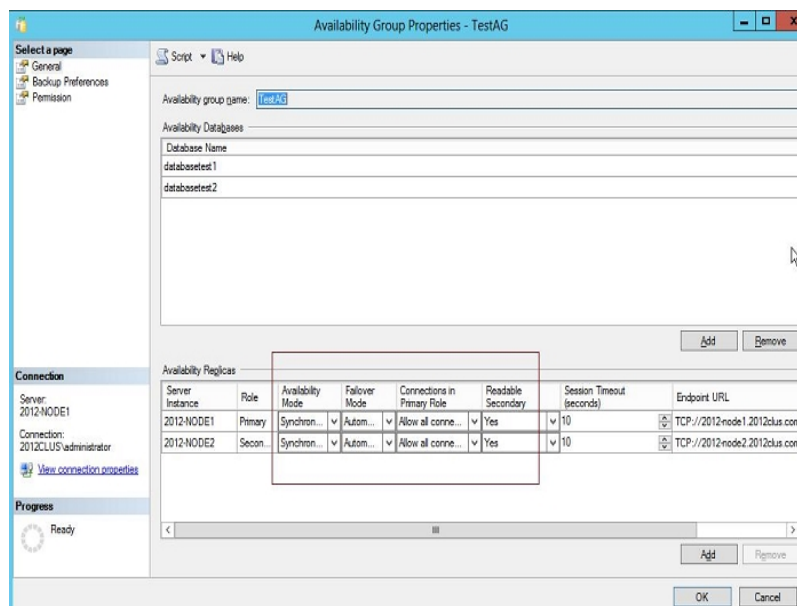 Availability Group Properties - TestAG
Select a page
General
Backup Preferences
Permission
Script Help
Availability group name: TestAG
Availability Databases
Database Name
databasetest1
databasetest2
Add Remove
Connection
Server:
2012-NODE1
Connection:
2012CLUS\administrator
View connection properties
Progress
Ready
Availability Replicas
Server Instance Role Availability Mode Failover Mode Connections in Primary Role Readable Secondary Session Timeout (seconds) Endpoint URL
2012-NODE1 Primary Synchron... Autom... Allow all conne... Yes 10 TCP://2012-node1.2012clus.com
2012-NODE2 Secon... Synchron... Autom... Allow all conne... Yes 10 TCP://2012-node2.2012clus.com
Add Remove
OK Cancel